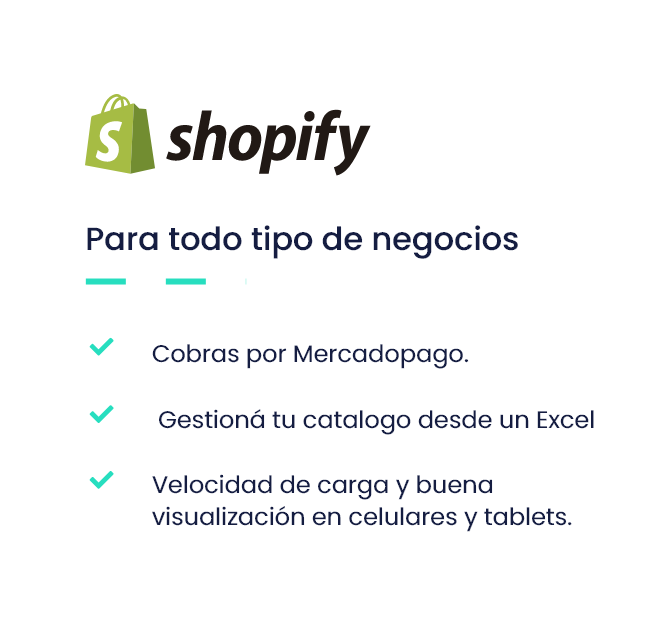 S shopify
Para todo tipo de negocios
Cobras por Mercadopago.
Gestioná tu catalogo desde un Excel
Velocidad de carga y buena
visualización en celulares y tablets.